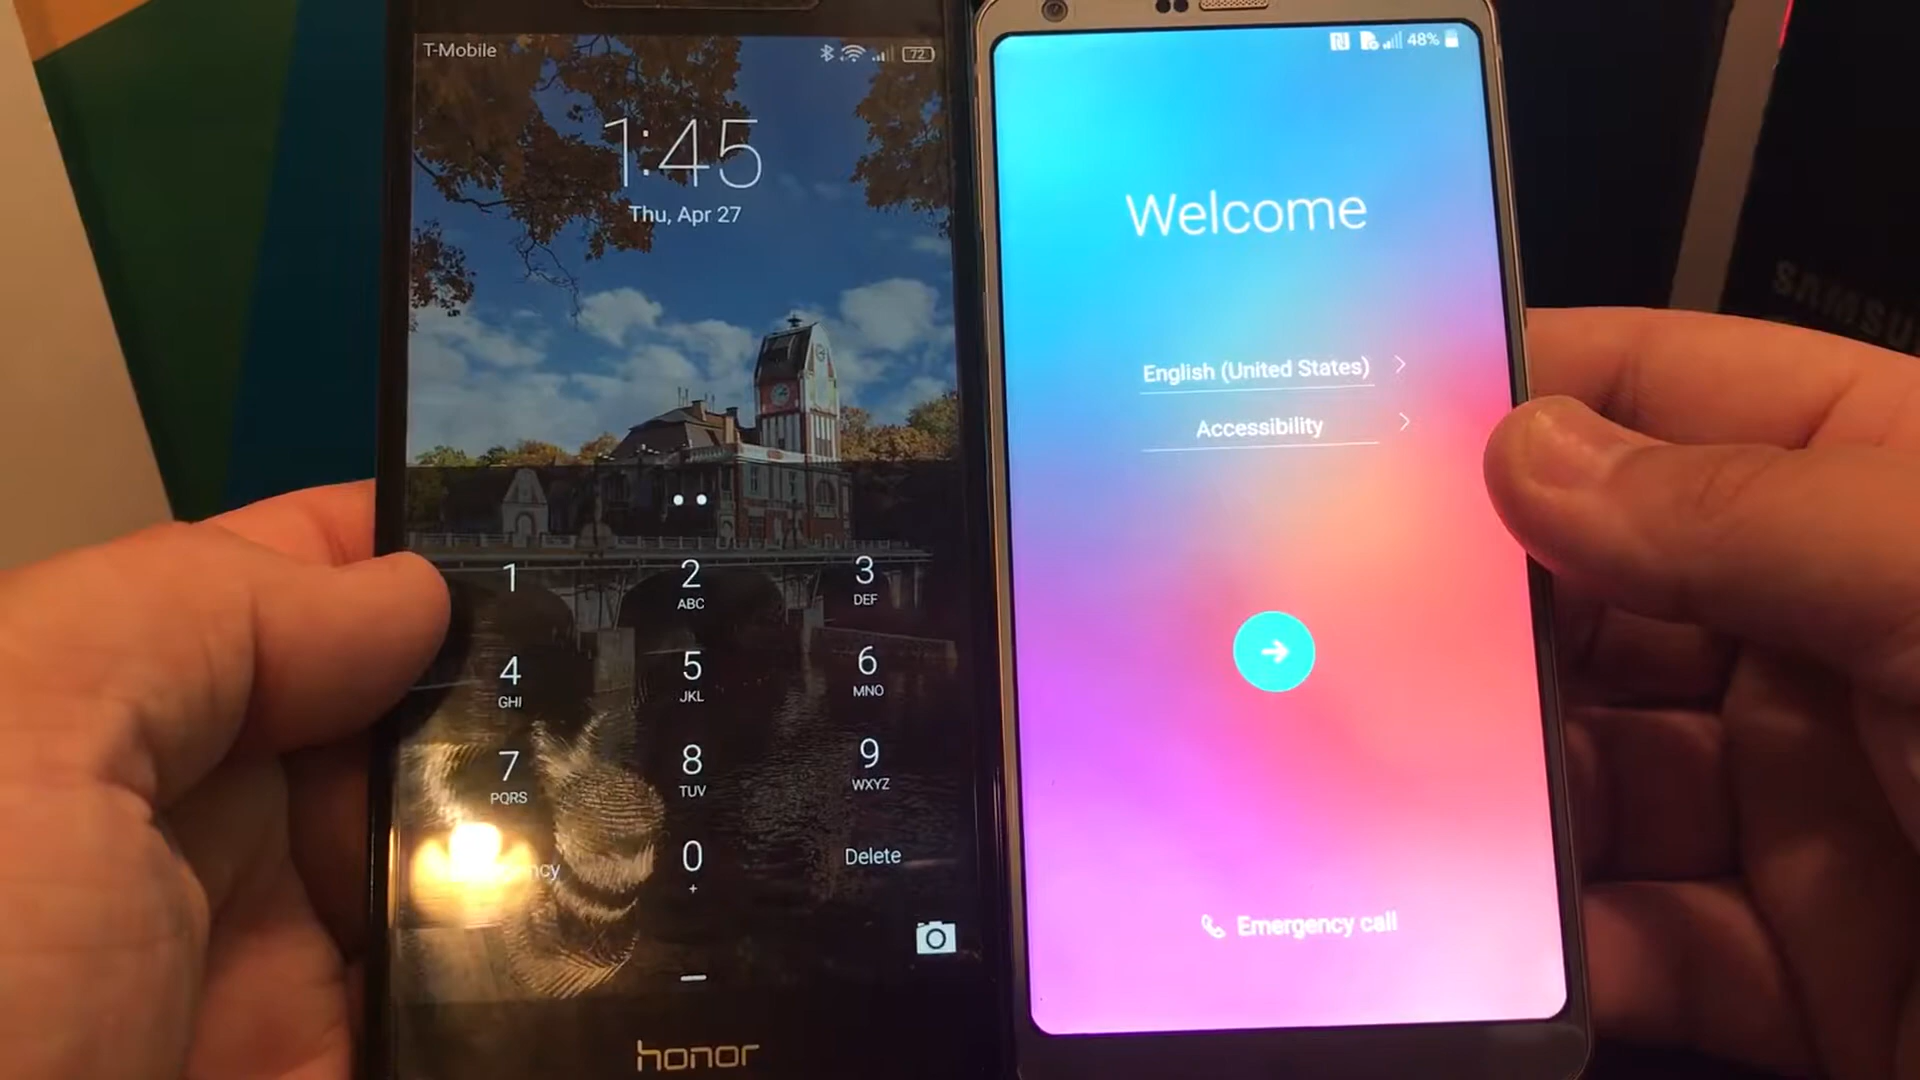 T-Mobile
72
1:45
Thu, Apr 27
1
2
ABC
3
DEF
4
GHI
5
JKL
6
MNO
7
PQRS
8
TUV
9
WXYZ
0
+
Delete
honor
48%
Welcome
English (United States)
Accessibility
Emergency call